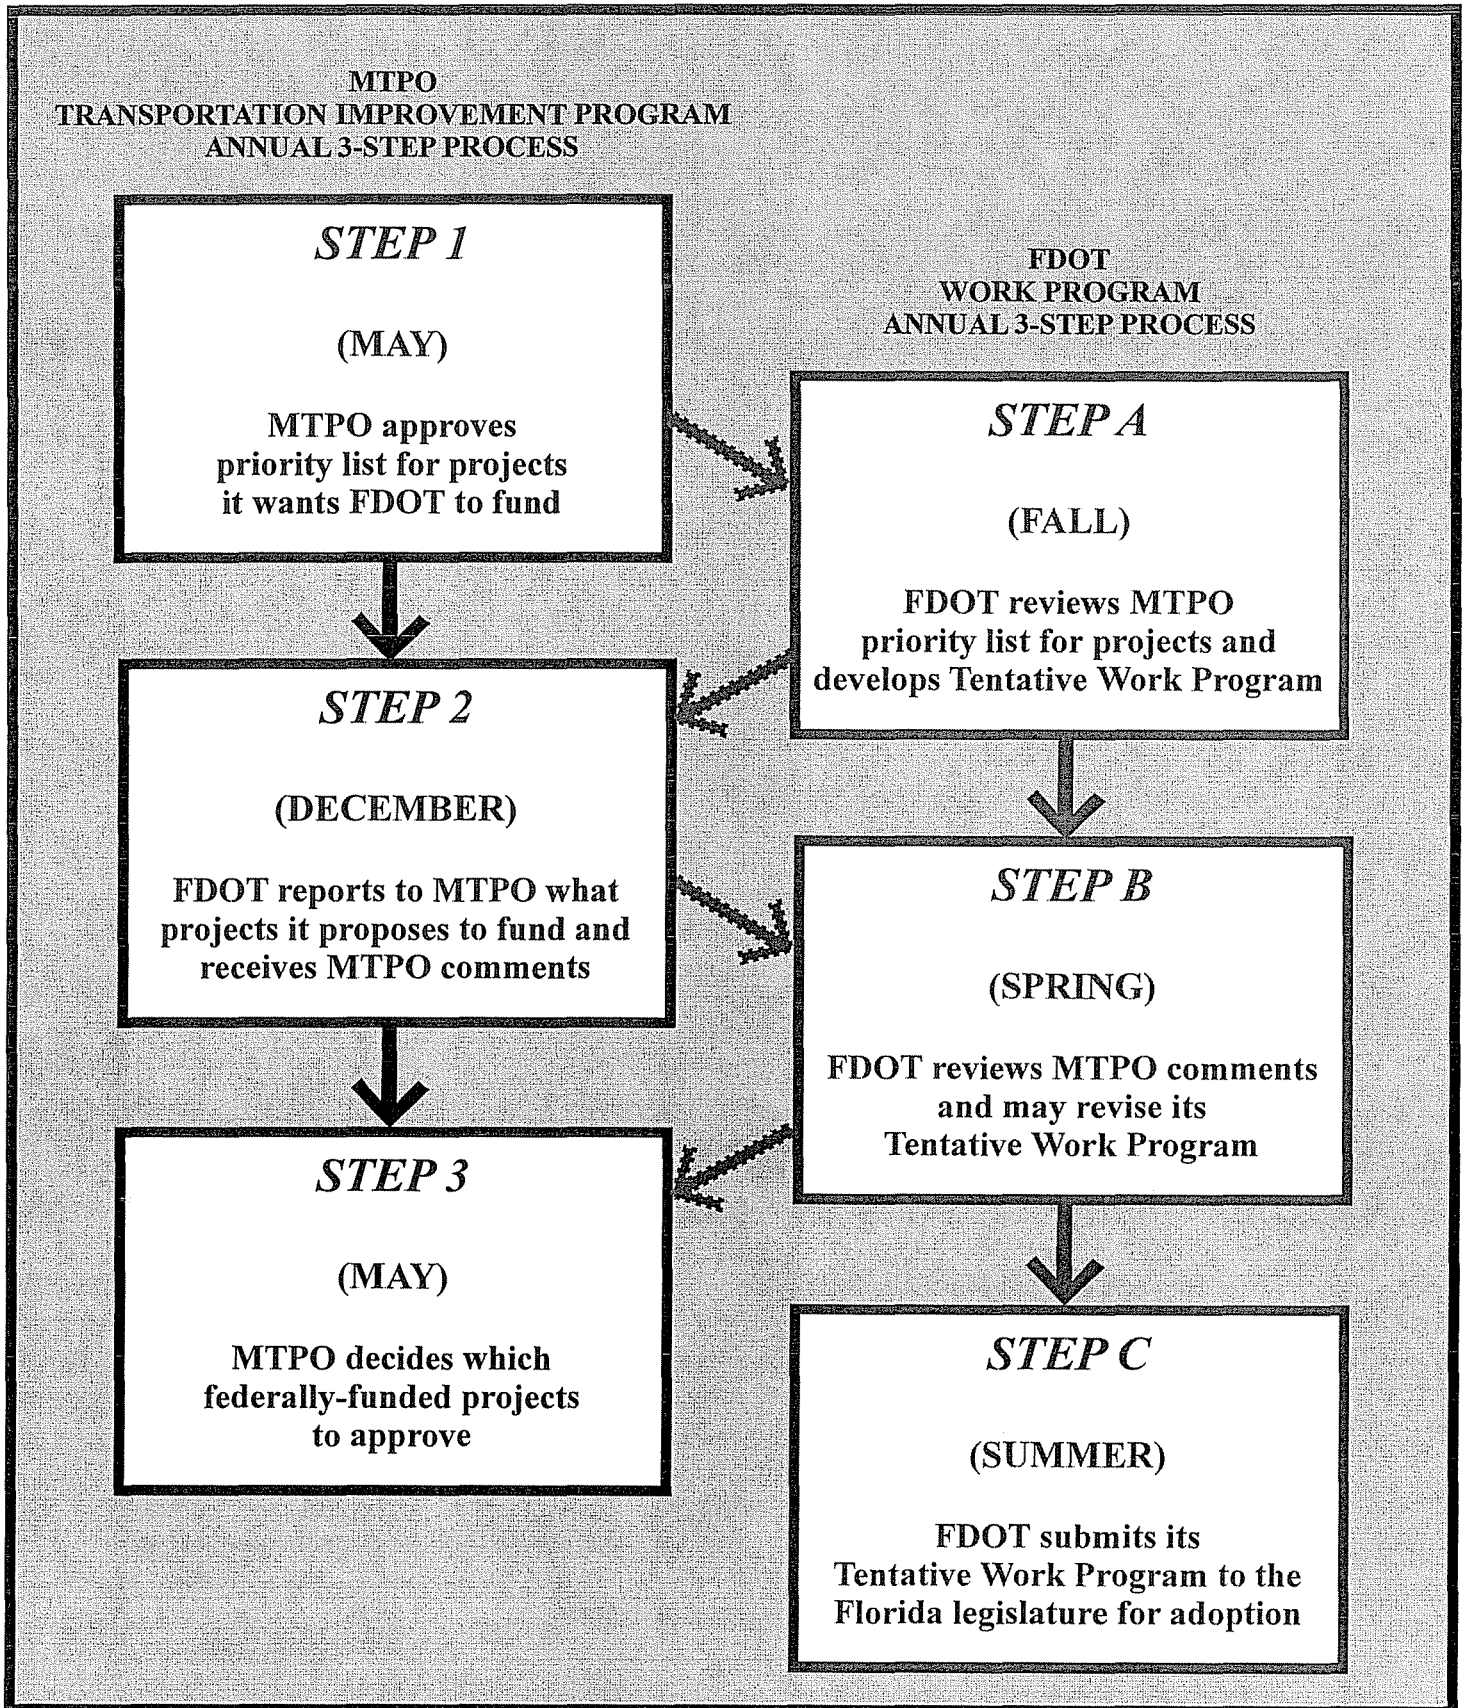 MTPO
TRANSPORTATION IMPROVEMENT PROGRAM
ANNUAL 3-STEP PROCESS
STEP 1
(MAY)
MTPO approves
priority list for projects
it wants FDOT to fund
STEP 2
(DECEMBER)
FDOT reports to MTPO what
projects it proposes to fund and
receives MTPO comments
STEP 3
(MAY)
MTPO decides which
federally-funded projects
to approve
FDOT
WORK PROGRAM
ANNUAL 3-STEP PROCESS
STEP A
(FALL)
FDOT reviews MTPO
priority list for projects and
develops Tentative Work Program
STEP B
(SPRING)
FDOT reviews MTPO comments
and may revise its
Tentative Work Program
STEP C
(SUMMER)
FDOT submits its
Tentative Work Program to the
Florida legislature for adoption